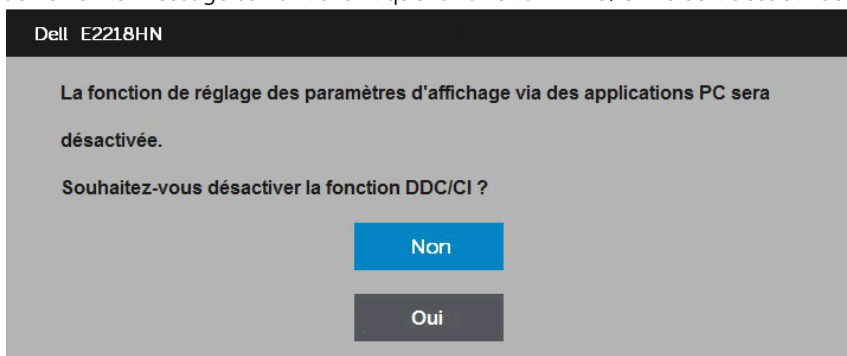 Dell E2218HN
La fonction de réglage des paramètres d'affichage via des applications PC sera
désactivée.
Souhaitez-vous désactiver la fonction DDC/CI ?
Non
Oui